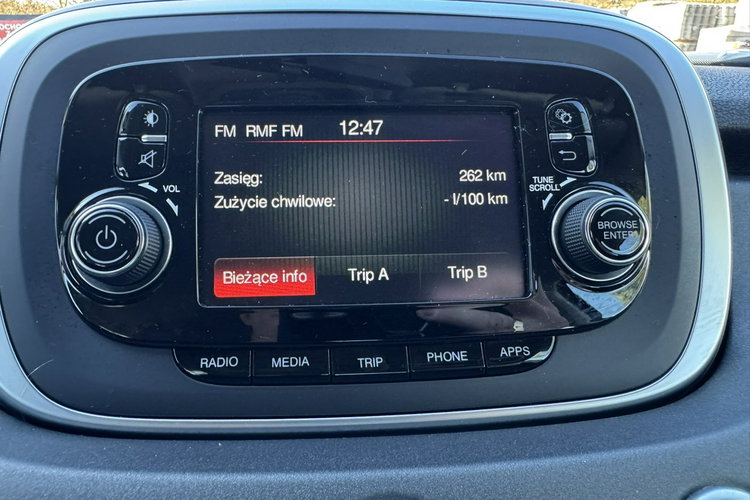 FM RMF FM 12:47
Zasięg: 262 km
Zużycie chwilowe: - l/100 km
Bieżące info Trip A Trip B
VOL
TUNE
SCROLL
BROWSE
ENTER
RADIO MEDIA TRIP PHONE APPS